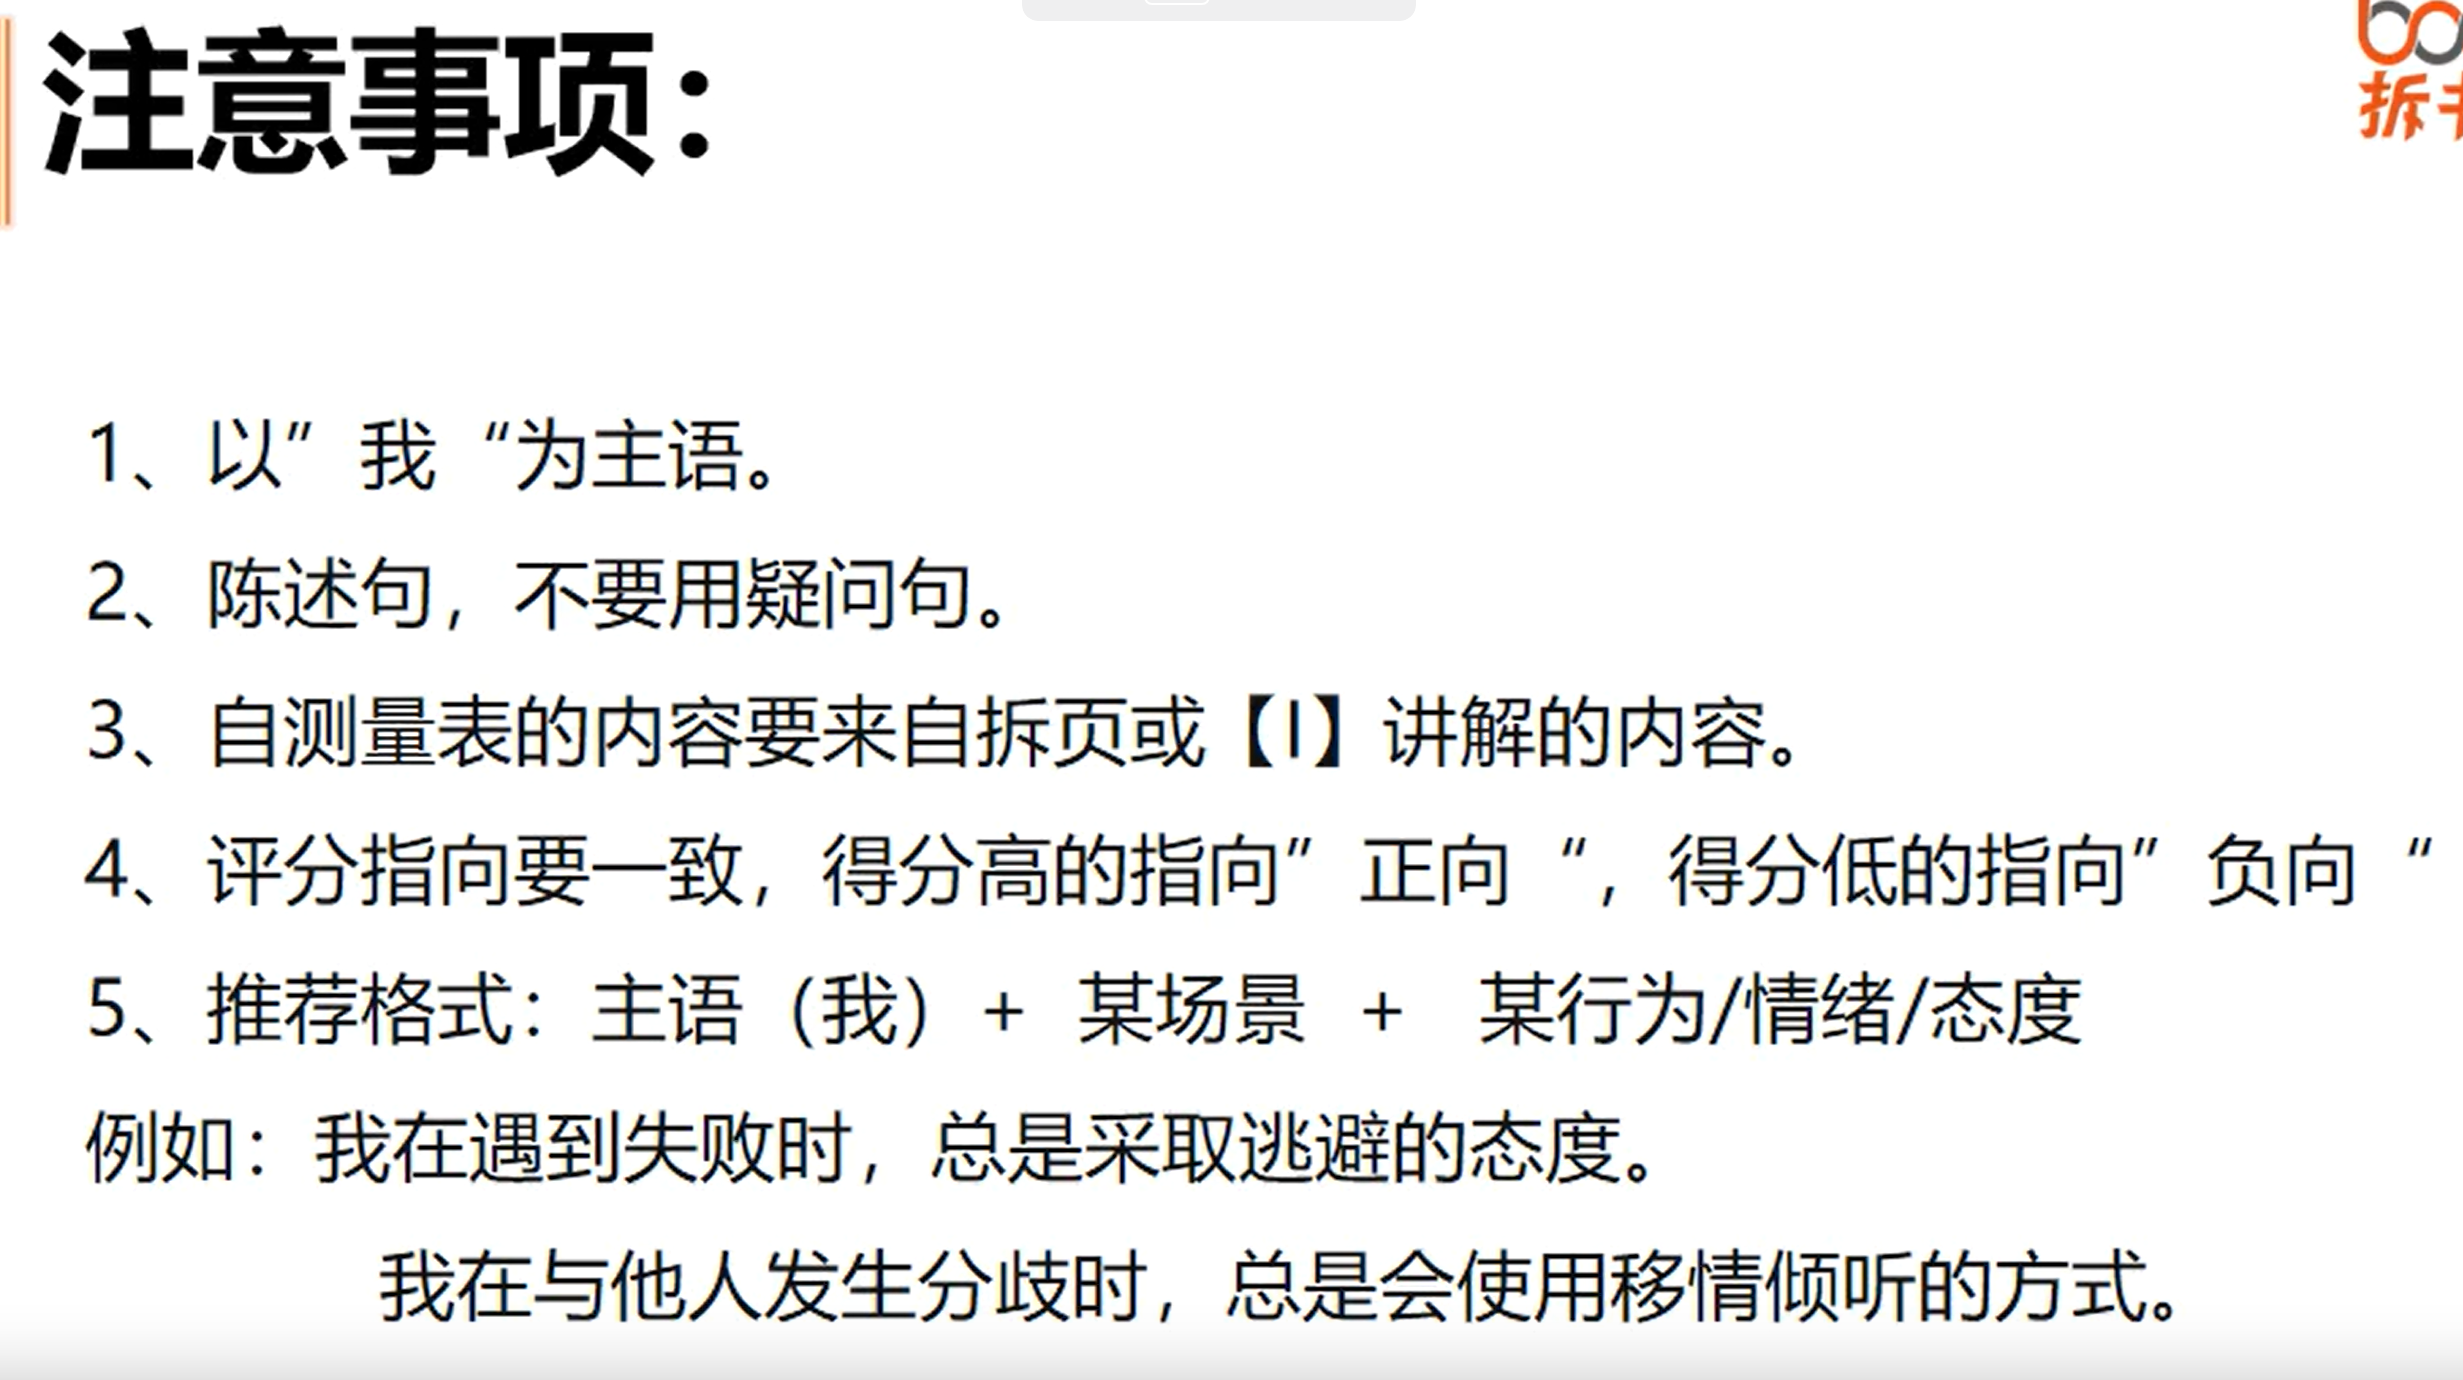 注意事项：
拆
1、以”我“为主语。
2、陈述句，不要用疑问句。
3、自测量表的内容要来自拆页或【I】讲解的内容。
4、评分指向要一致，得分高的指向”正向“，得分低的指向”负向“
5、推荐格式：主语（我）+ 某场景 + 某行为/情绪/态度
例如：我在遇到失败时，总是采取逃避的态度。
我在与他人发生分歧时，总是会使用移情倾听的方式。